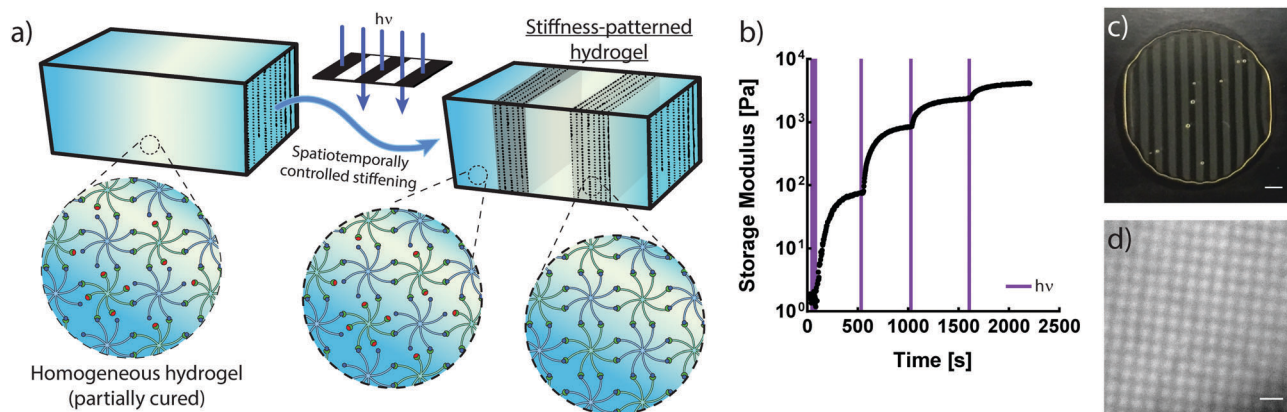 a)
hν
Stiffness-patterned
hydrogel
Spatiotemporally
controlled stiffening
Homogeneous hydrogel
(partially cured)
b)
Storage Modulus [Pa]
10⁴
10³
10²
10¹
10⁰
0 500 1000 1500 2000 2500
Time [s]
hν
c)
d)